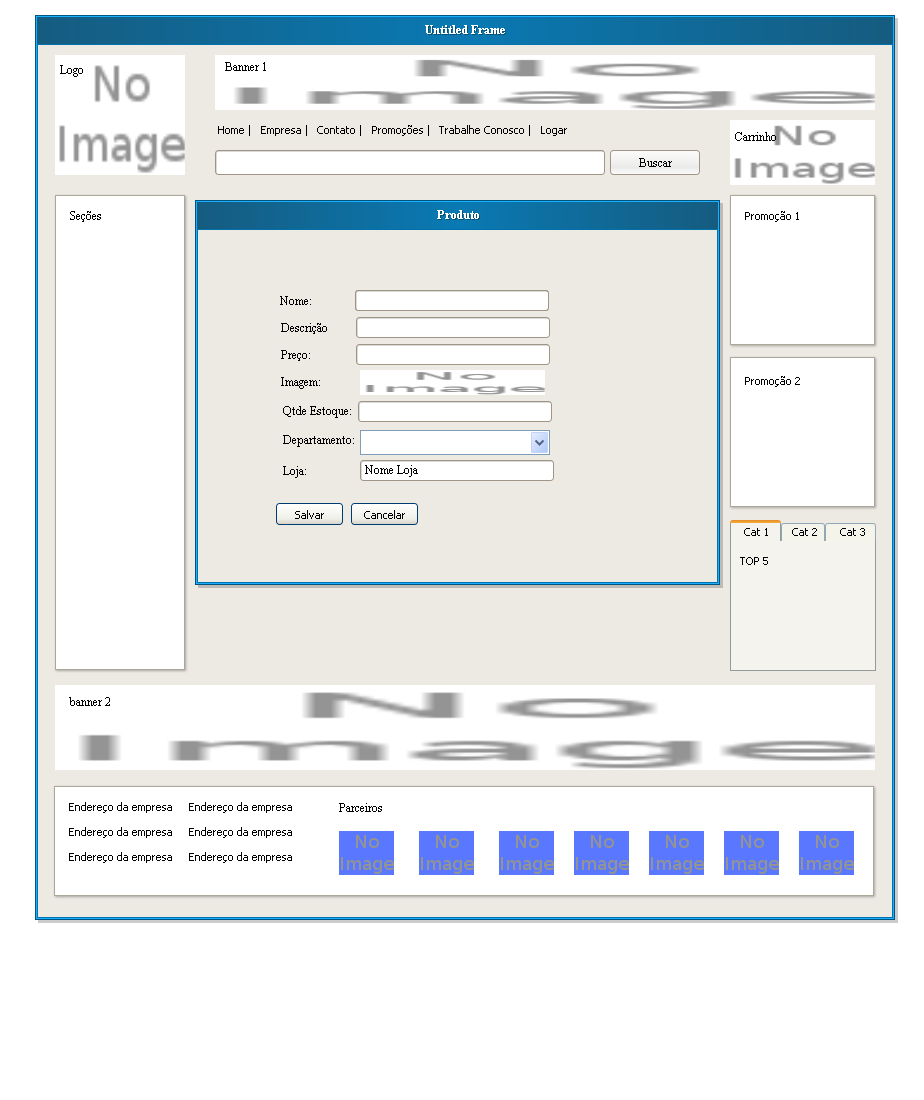 Untitled Frame
Logo
No
Image
Banner 1
No
Image
Home | Empresa | Contato | Promoções | Trabalhe Conosco | Logar
Buscar
Carrinho
No
Image
Seções
Produto
Nome:
Descrição
Preço:
Imagem:
No
Image
Qtde Estoque:
Departamento:
Loja:
Nome Loja
Salvar
Cancelar
Promoção 1
Promoção 2
Cat 1
Cat 2
Cat 3
TOP 5
banner 2
No
Image
Endereço da empresa
Endereço da empresa
Endereço da empresa
Endereço da empresa
Endereço da empresa
Endereço da empresa
Parceiros
No
Image
No
Image
No
Image
No
Image
No
Image
No
Image
No
Image